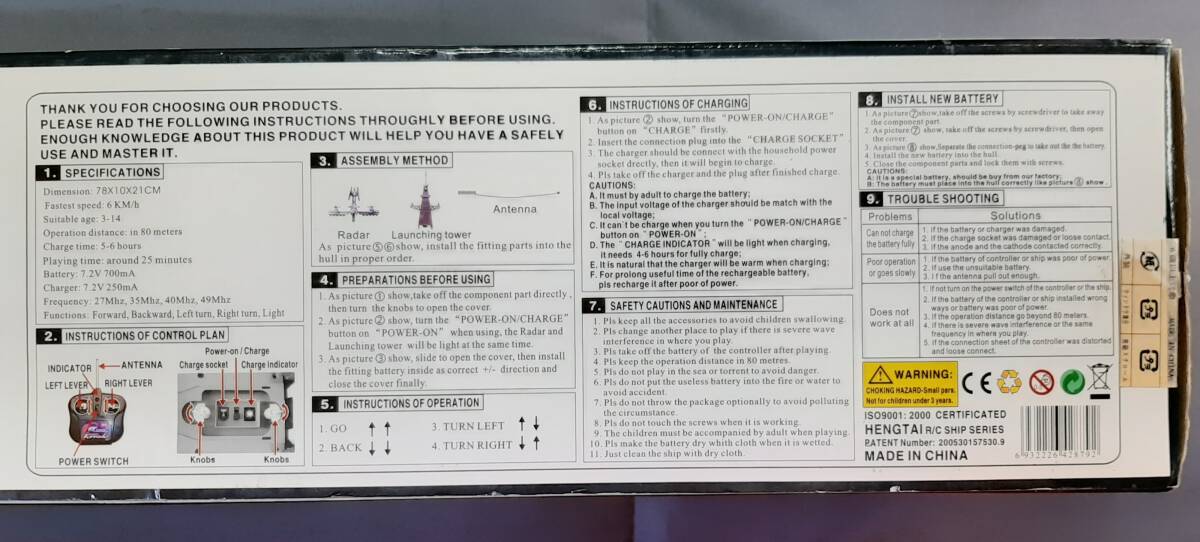 THANK YOU FOR CHOOSING OUR PRODUCTS.
PLEASE READ THE FOLLOWING INSTRUCTIONS THROUGHLY BEFORE USING.
ENOUGH KNOWLEDGE ABOUT THIS PRODUCT WILL HELP YOU HAVE A SAFELY
USE AND MASTER IT.
1. SPECIFICATIONS
Dimension: 78X10X21CM
Fastest speed: 6 KM/h
Suitable age: 3-14
Operation distance: in 80 meters
Charge time: 5-6 hours
Playing time: around 25 minutes
Battery: 7.2V 700mA
Charger: 7.2V 250mA
Frequency: 27Mhz, 35Mhz, 40Mhz, 49Mhz
Functions: Forward, Backward, Left turn, Right turn, Light
2. INSTRUCTIONS OF CONTROL PLAN
INDICATOR
ANTENNA
LEFT LEVER
RIGHT LEVER
POWER SWITCH
Power-on / Charge
Charge socket
Charge indicator
Knobs
Knobs
3. ASSEMBLY METHOD
Radar
Launching tower
Antenna
As picture⑤⑥show, install the fitting parts into the
hull in proper order.
4. PREPARATIONS BEFORE USING
1. As picture ① show,take off the component part directly,
then turn the knobs to open the cover.
2. As picture ② show, turn the "POWER-ON/CHARGE"
button on "POWER-ON" when using, the Radar and
Launching tower will be light at the same time.
3. As picture ③ show, slide to open the cover, then install
the fitting battery inside as correct +/- direction and
close the cover finally.
5. INSTRUCTIONS OF OPERATION
1. GO ↑ ↑
3. TURN LEFT ↑ ↓
2. BACK ↓ ↓
4. TURN RIGHT ↓ ↑
6. INSTRUCTIONS OF CHARGING
1. As picture ② show, turn the "POWER-ON/CHARGE"
button on "CHARGE" firstly.
2. Insert the connection plug into the "CHARGE SOCKET"
3. The charger should be connect with the household power
socket drectly, then it will begin to charge.
4. Pls take off the charger and the plug after finished charge.
CAUTIONS:
A. It must by adult to charge the battery;
B. The input voltage of the charger should be match with the
local voltage;
C. It can't be charge when you turn the "POWER-ON/CHARGE"
button on "POWER-ON";
D. The "CHARGE INDICATOR" will be light when charging,
it needs 4-6 hours for fully charge;
E. It is natural that the charger will be warm when charging;
F. For prolong useful time of the rechargeable battery,
pls recharge it after poor of power.
7. SAFETY CAUTIONS AND MAINTENANCE
1. Pls keep all the accessories to avoid children swallowing.
2. Pls change another place to play if there is severe wave
interference in where you play.
3. Pls take off the battery of the controller after playing.
4. Pls keep the operation distance in 80 metres.
5. Pls do not play in the sea or torrent to avoid danger.
6. Pls do not put the useless battery into the fire or water to
avoid accident.
7. Pls do not throw the package optionally to avoid polluting
the circumstance.
8. Pls do not touch the screws when it is working.
9. The children must be accompanied by adult when playing.
10. Pls make the battery dry whith cloth when it is wetted.
11. Just clean the ship with dry cloth.
8. INSTALL NEW BATTERY
1. As picture⑦show,take off the screws by screwdriver to take away
the component part.
2. As picture ⑦ show, take off the screws by screwdriver, then open
the cover.
3. As picture ⑧ show,Separate the connection-peg to take out the the battery.
4. Install the new battery into the hull.
5. Close the component parts and lock them with screws.
CAUTIONS:
A: It is a special battery, should be buy from our factory;
B: The battery must place into the hull correctly like picture⑧ show.
9. TROUBLE SHOOTING
Problems
Solutions
Can not charge
the battery fully
1. If the battery or charger was damaged.
2. If the charge socket was damaged or loose contact.
3. If the anode and the cathode contacted correctly.
Poor operation
or goes slowly
1. If the battery of controller or ship was poor of power.
2. If use the unsuitable battery.
3. If the antenna pull out enough.
Does not
work at all
1. If not turn on the power switch of the controller or the ship.
2. If the battery of the controller or ship installed wrong
ways or battery was poor of power.
3. If the operation distance go beyond 80 meters.
4. If there is severe wave interference or the same
frequency in where you play.
5. If the connection sheet of the controller was distorted
and loose connect.
WARNING:
CHOKING HAZARD-Small pars.
Not for children under 3 years.
CE
0-3
ISO9001: 2000 CERTIFICATED
HENGTAI R/C SHIP SERIES
PATENT Number: 200530157530.9
MADE IN CHINA
6 932226 428792